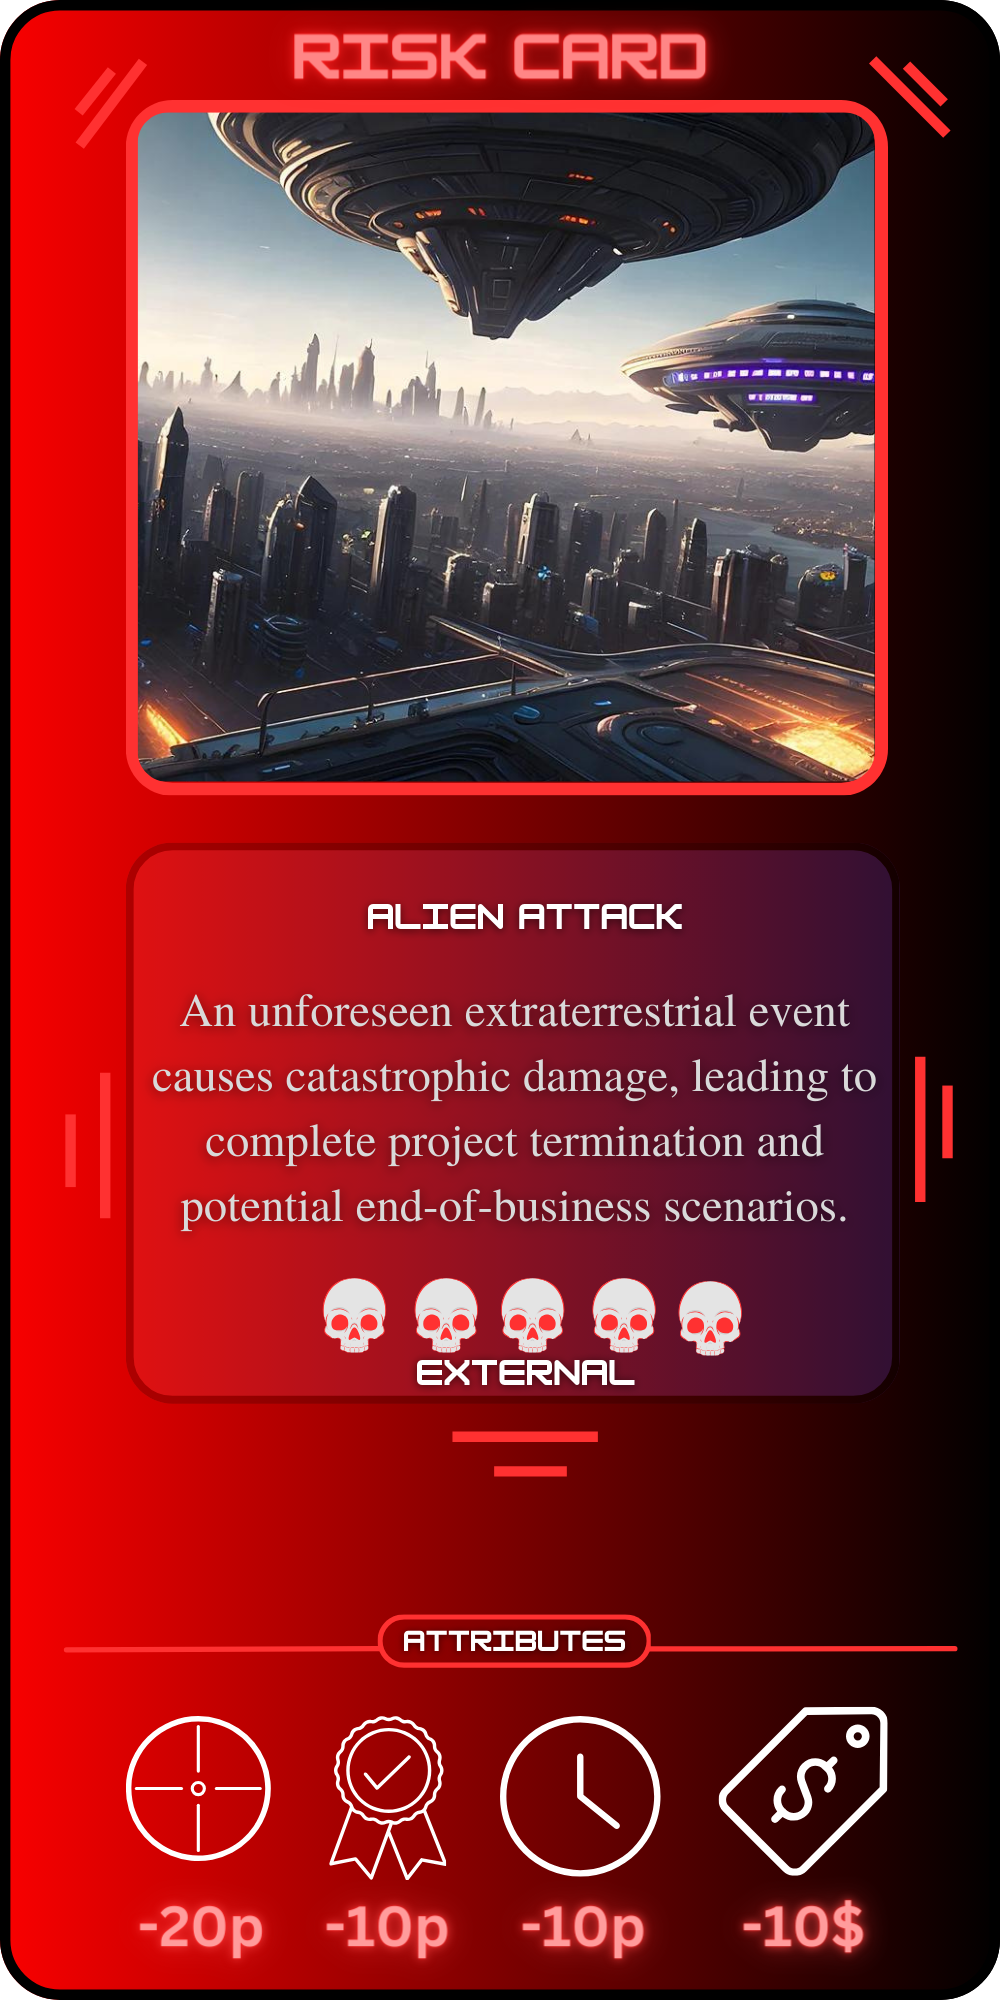 RISK CARD
ALIEN ATTACK
An unforeseen extraterrestrial event
causes catastrophic damage, leading to
complete project termination and
potential end-of-business scenarios.
EXTERNAL
ATTRIBUTES
$
-20p -10p -10p -10$